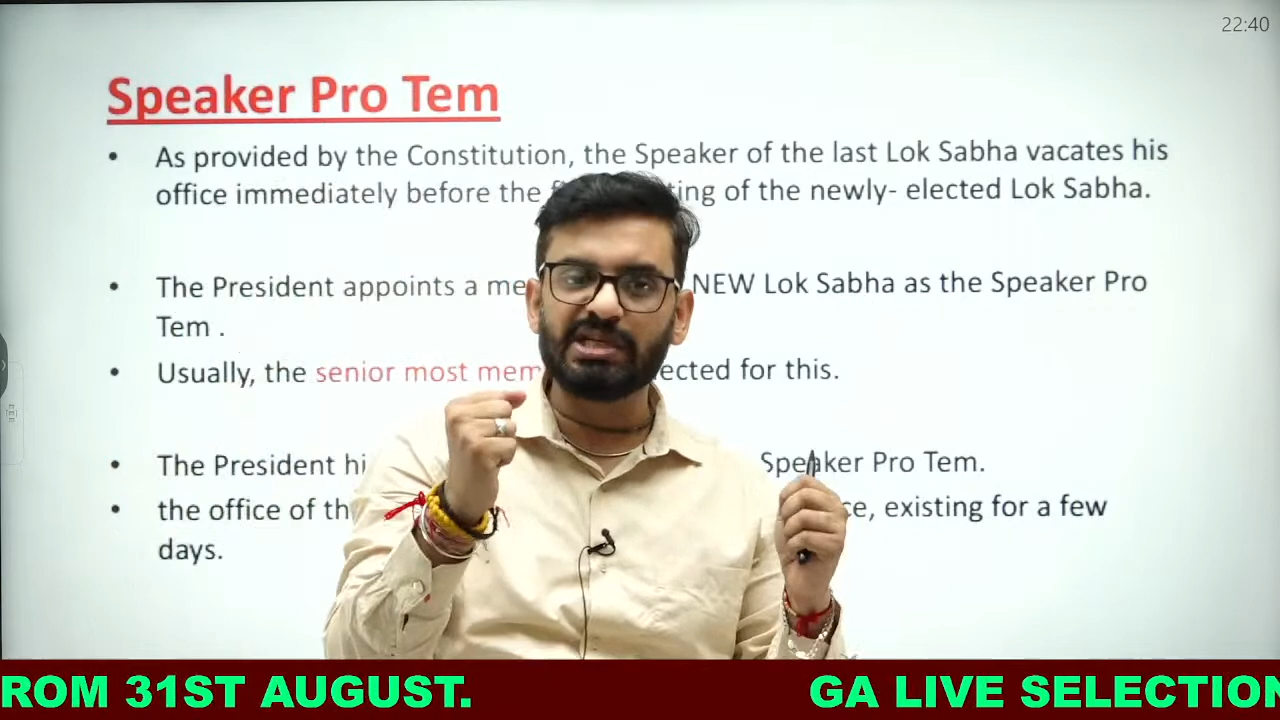 22:40
Speaker Pro Tem
• As provided by the Constitution, the Speaker of the last Lok Sabha vacates his
office immediately before the ting of the newly- elected Lok Sabha.
• The President appoints a me NEW Lok Sabha as the Speaker Pro
Tem .
• Usually, the senior most mem ected for this.
• The President hi Speaker Pro Tem.
• the office of th ce, existing for a few
days.
ROM 31ST AUGUST. GA LIVE SELECTION